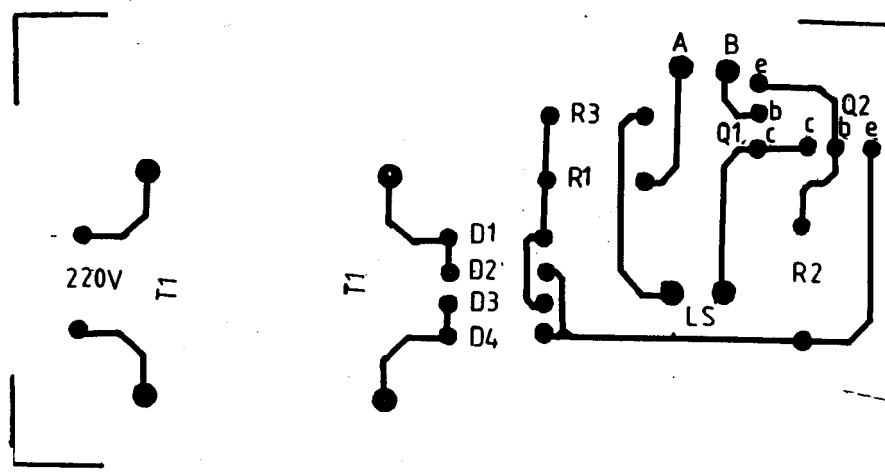 A B
e
R3 b Q2
Q1 c c b e
R1
D1
220V T1 T1 D2 R2
D3
LS
D4